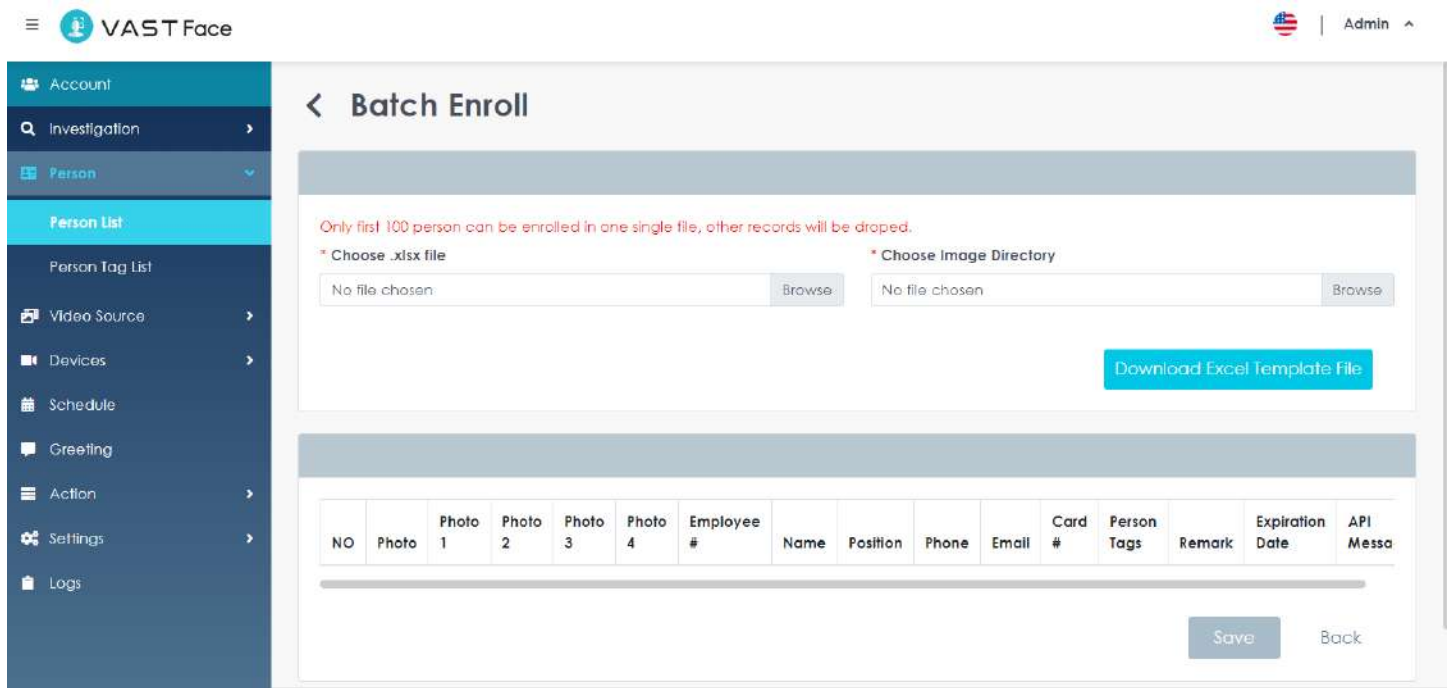 VAST Face
Admin
Account
Investigation
Person
Person List
Person Tag List
Video Source
Devices
Schedule
Greeting
Action
Settings
Logs
Batch Enroll
Only first 100 person can be enrolled in one single file, other records will be droped.
* Choose .xlsx file
No file chosen Browse
* Choose Image Directory
No file chosen Browse
Download Excel Template File
NO Photo Photo 1 Photo 2 Photo 3 Photo 4 Employee # Name Position Phone Email Card # Person Tags Remark Expiration Date API Messa
Save Back